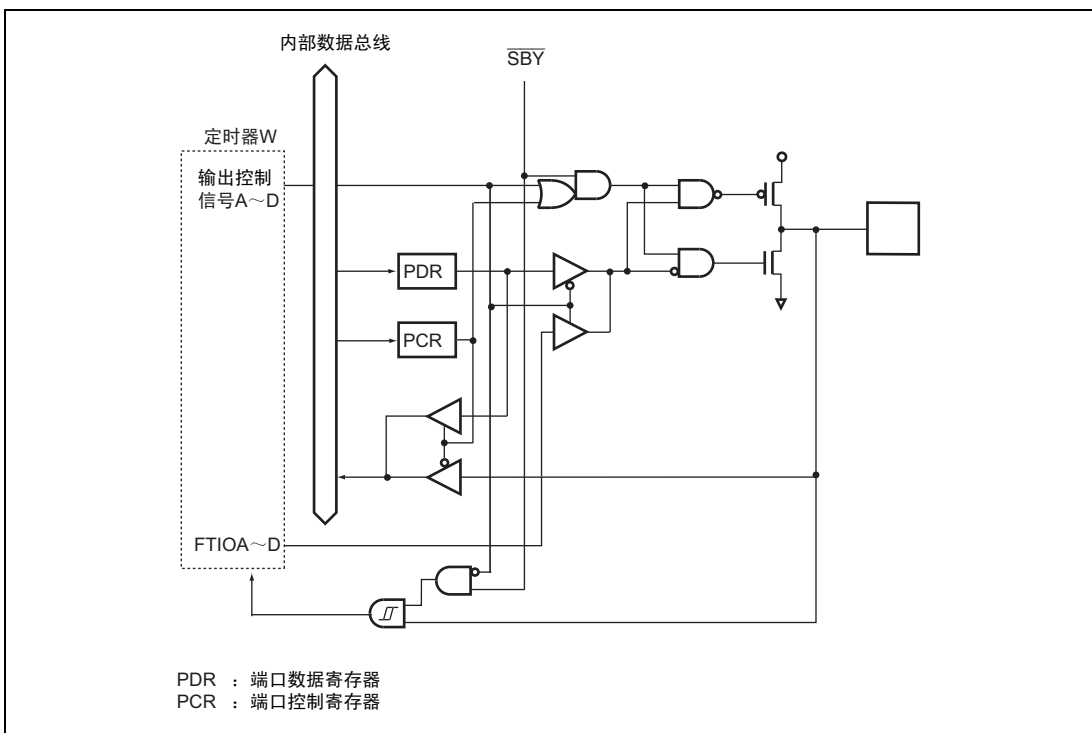 内部数据总线
SBY
定时器W
输出控制
信号A～D
PDR
PCR
FTIOA～D
PDR ：端口数据寄存器
PCR ：端口控制寄存器